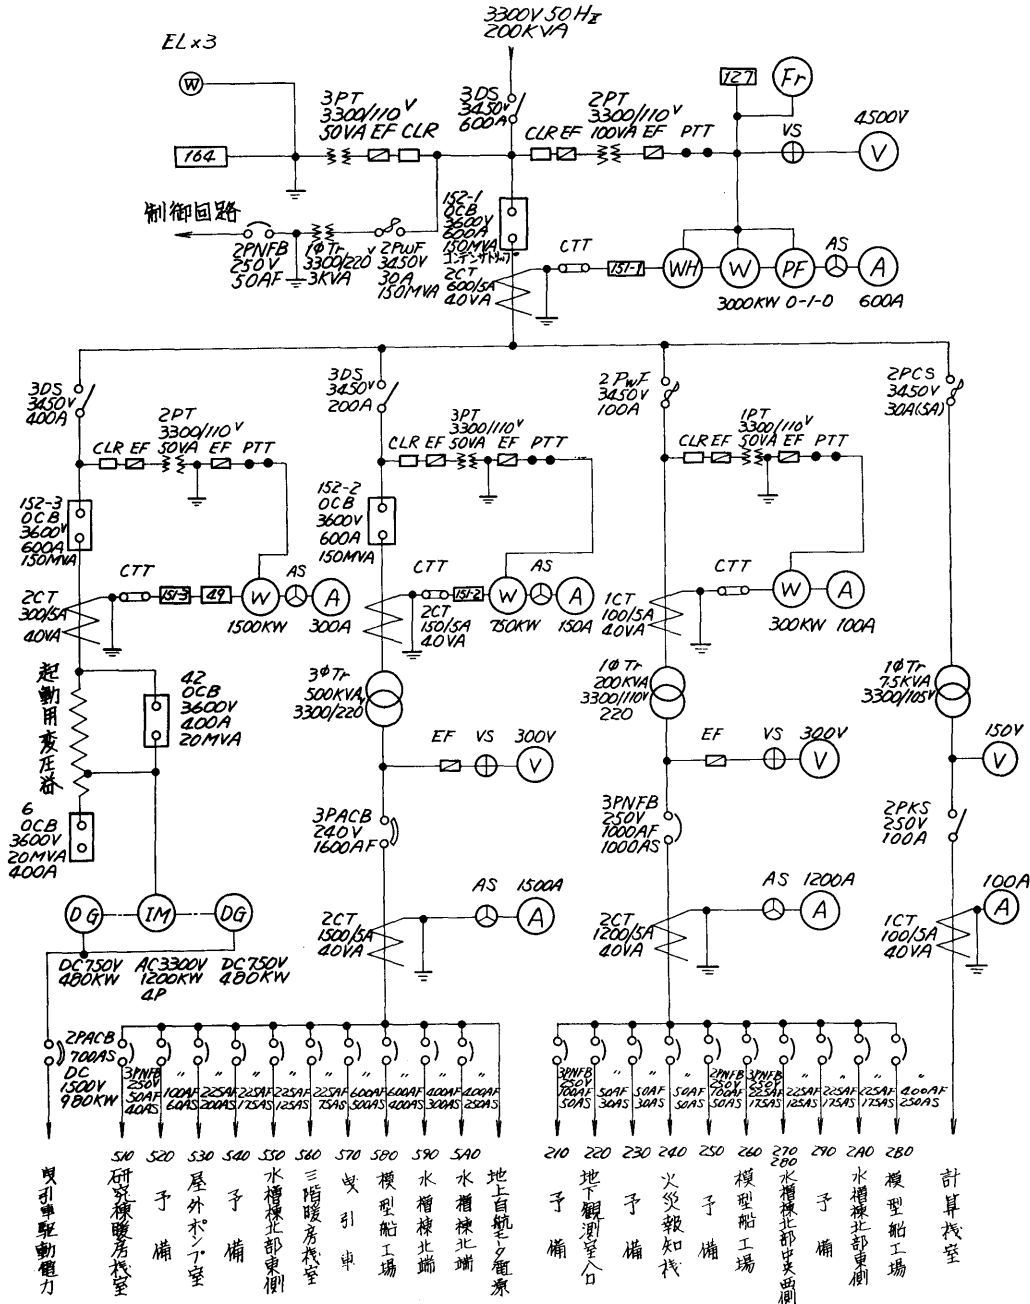 3300V 50Hz
200KVA
EL×3
W
164
3PT
3300/110V
50VA EF CLR
3DS
3450V
600A
2PT
3300/110V
CLR EF 100VA EF PTT
127
Fr
VS
4500V
V
制御回路
2PNFB
250V
50AF
1φTr
3300/220V
3KVA
2PWF
3450V
30A
150MVA
152-1
OCB
3600V
600A
150MVA
コンデンサトリップ
2CT
600/5A
40VA
CTT
151-1
WH
W
PF
AS
A
3000KW 0-1-0 600A
3DS
3450V
400A
2PT
3300/110V
CLR EF 50VA EF PTT
152-3
OCB
3600V
600A
150MVA
CTT
2CT
300/5A
40VA
151-3
49
W
AS
A
1500KW 300A
起動用変圧器
42
OCB
3600V
400A
20MVA
6
OCB
3600V
20MVA
400A
DG
IM
DG
DC750V
480KW
AC3300V
1200KW
4P
DC750V
480KW
3DS
3450V
200A
3PT
3300/110V
CLR EF 50VA EF PTT
152-2
OCB
3600V
600A
150MVA
CTT
2CT
150/5A
40VA
151-2
W
AS
A
750KW 150A
3φTr
500KVA
3300/220V
EF VS 300V
V
3PACB
240V
1600AF
AS 1500A
A
2CT
1500/5A
40VA
2PWF
3450V
100A
1PT
3300/110V
CLR EF 50VA EF PTT
CTT
1CT
100/5A
40VA
W
A
300KW 100A
1φTr
200KVA
3300/110V
220
EF VS 300V
V
3PNFB
250V
1000AF
1000AS
AS 1200A
A
2CT
1200/5A
40VA
2PCS
3450V
30A(5A)
1φTr
7.5KVA
3300/105V
150V
V
2PKS
250V
100A
100A
A
1CT
100/5A
40VA
2PACB
700AS
DC
1500V
980KW
3PNFB
250V
50AF
40AS
〃
100AF
60AS
〃
225AF
200AS
〃
225AF
175AS
〃
225AF
125AS
〃
225AF
75AS
〃
600AF
500AS
〃
600AF
400AS
〃
400AF
300AS
〃
400AF
250AS
3PNFB
250V
100AF
50AS
〃
50AF
30AS
〃
50AF
30AS
〃
50AF
50AS
2PNFB
250V
100AF
50AS
3PNFB
250V
225AF
175AS
〃
225AF
125AS
〃
225AF
175AS
〃
225AF
175AS
〃
400AF
250AS
曳引車駆動電力
510
研究棟暖房機室
520
予備
530
屋外ポンプ室
540
予備
550
水槽棟北部東側
560
三階暖房機室
570
曳引車
580
模型船工場
590
水槽棟北端
5A0
水槽棟北端
地上自航モータ電源
210
予備
220
地下観測室入口
230
予備
240
火災報知機
250
予備
260
模型船工場
270
280
水槽棟北部中央西側
290
予備
2A0
水槽棟北部東側
2B0
模型船工場
計算機室